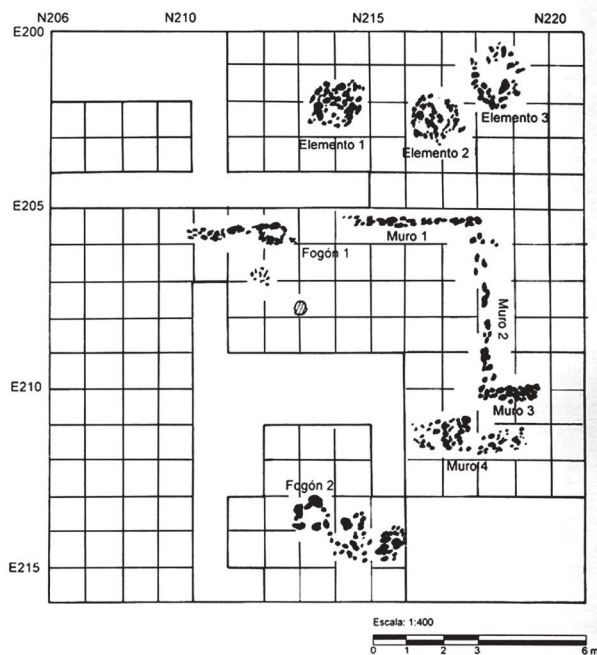 N206 N210 N215 N220
E200
Elemento 1
Elemento 2
Elemento 3
E205
Muro 1
Fogón 1
Muro 2
E210
Muro 3
Muro 4
Fogón 2
E215
Escala: 1:400
0 1 2 3 6 m